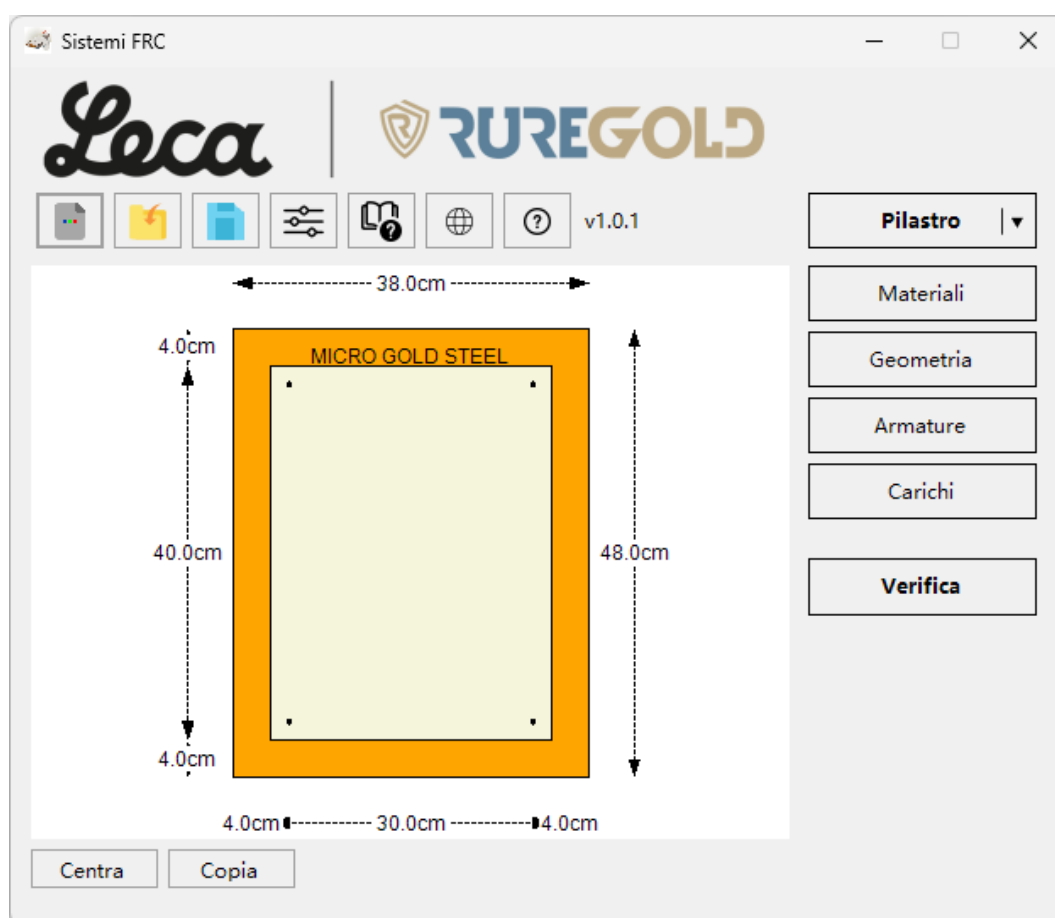 Sistemi FRC
Leca
RUREGOLD
v1.0.1
Pilastro
38.0cm
Materiali
4.0cm
MICRO GOLD STEEL
Geometria
Armature
Carichi
40.0cm
48.0cm
Verifica
4.0cm
4.0cm 30.0cm 4.0cm
Centra
Copia